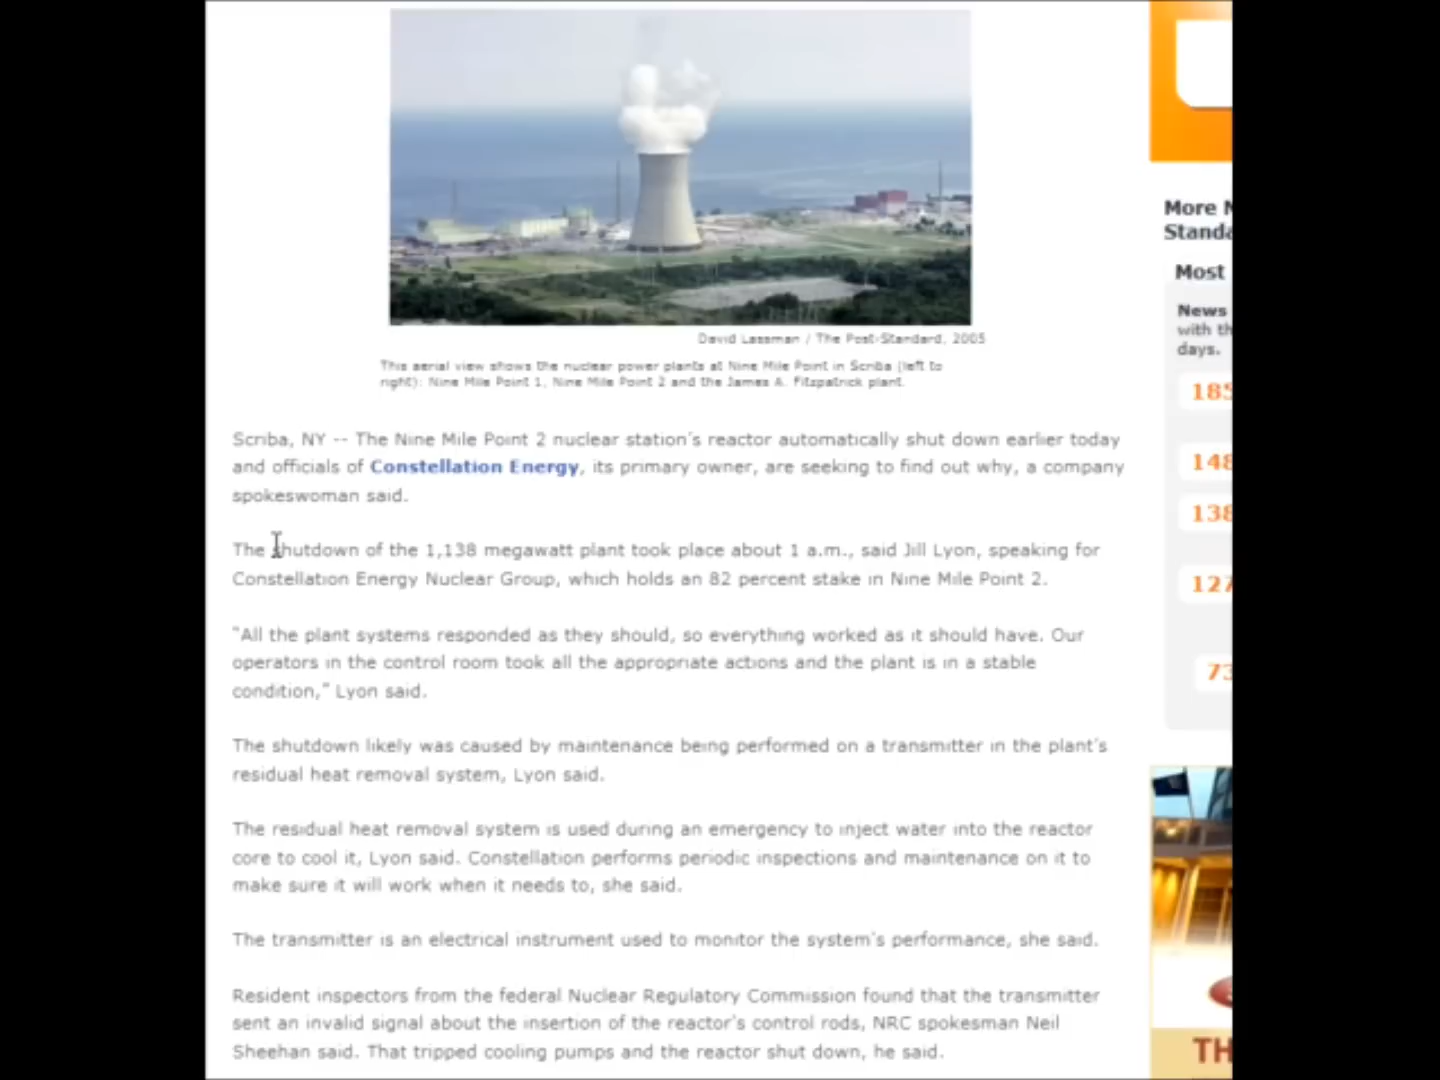 David Lassman / The Post-Standard, 2005
This aerial view shows the nuclear power plants at Nine Mile Point in Scriba (left to
right): Nine Mile Point 1, Nine Mile Point 2 and the James A. Fitzpatrick plant.
Scriba, NY -- The Nine Mile Point 2 nuclear station's reactor automatically shut down earlier today
and officials of Constellation Energy, its primary owner, are seeking to find out why, a company
spokeswoman said.
The shutdown of the 1,138 megawatt plant took place about 1 a.m., said Jill Lyon, speaking for
Constellation Energy Nuclear Group, which holds an 82 percent stake in Nine Mile Point 2.
"All the plant systems responded as they should, so everything worked as it should have. Our
operators in the control room took all the appropriate actions and the plant is in a stable
condition," Lyon said.
The shutdown likely was caused by maintenance being performed on a transmitter in the plant's
residual heat removal system, Lyon said.
The residual heat removal system is used during an emergency to inject water into the reactor
core to cool it, Lyon said. Constellation performs periodic inspections and maintenance on it to
make sure it will work when it needs to, she said.
The transmitter is an electrical instrument used to monitor the system's performance, she said.
Resident inspectors from the federal Nuclear Regulatory Commission found that the transmitter
sent an invalid signal about the insertion of the reactor's control rods, NRC spokesman Neil
Sheehan said. That tripped cooling pumps and the reactor shut down, he said.
More N
Standa
Most
News
with th
days.
185
148
138
127
73
TH